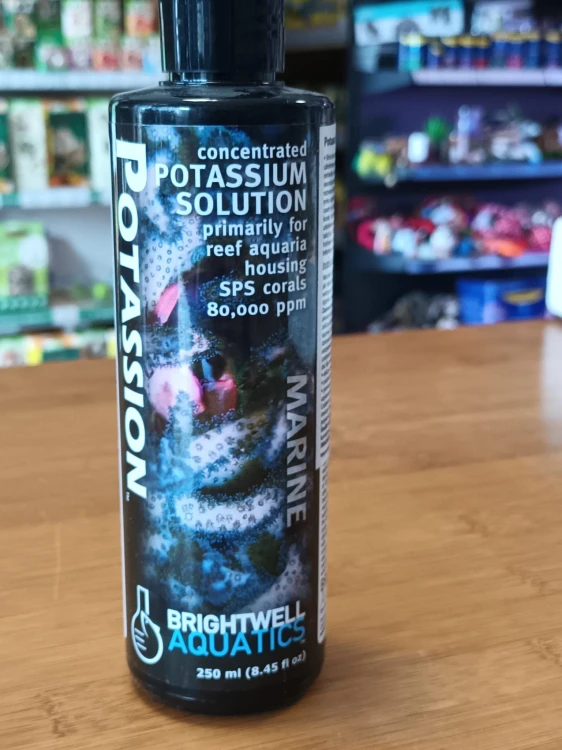 concentrated
POTASSIUM
SOLUTION
primarily for
reef aquaria
housing
SPS corals
80,000 ppm
POTASSION™
MARINE
BRIGHTWELL
AQUATICS
250 ml (8.45 fl oz)